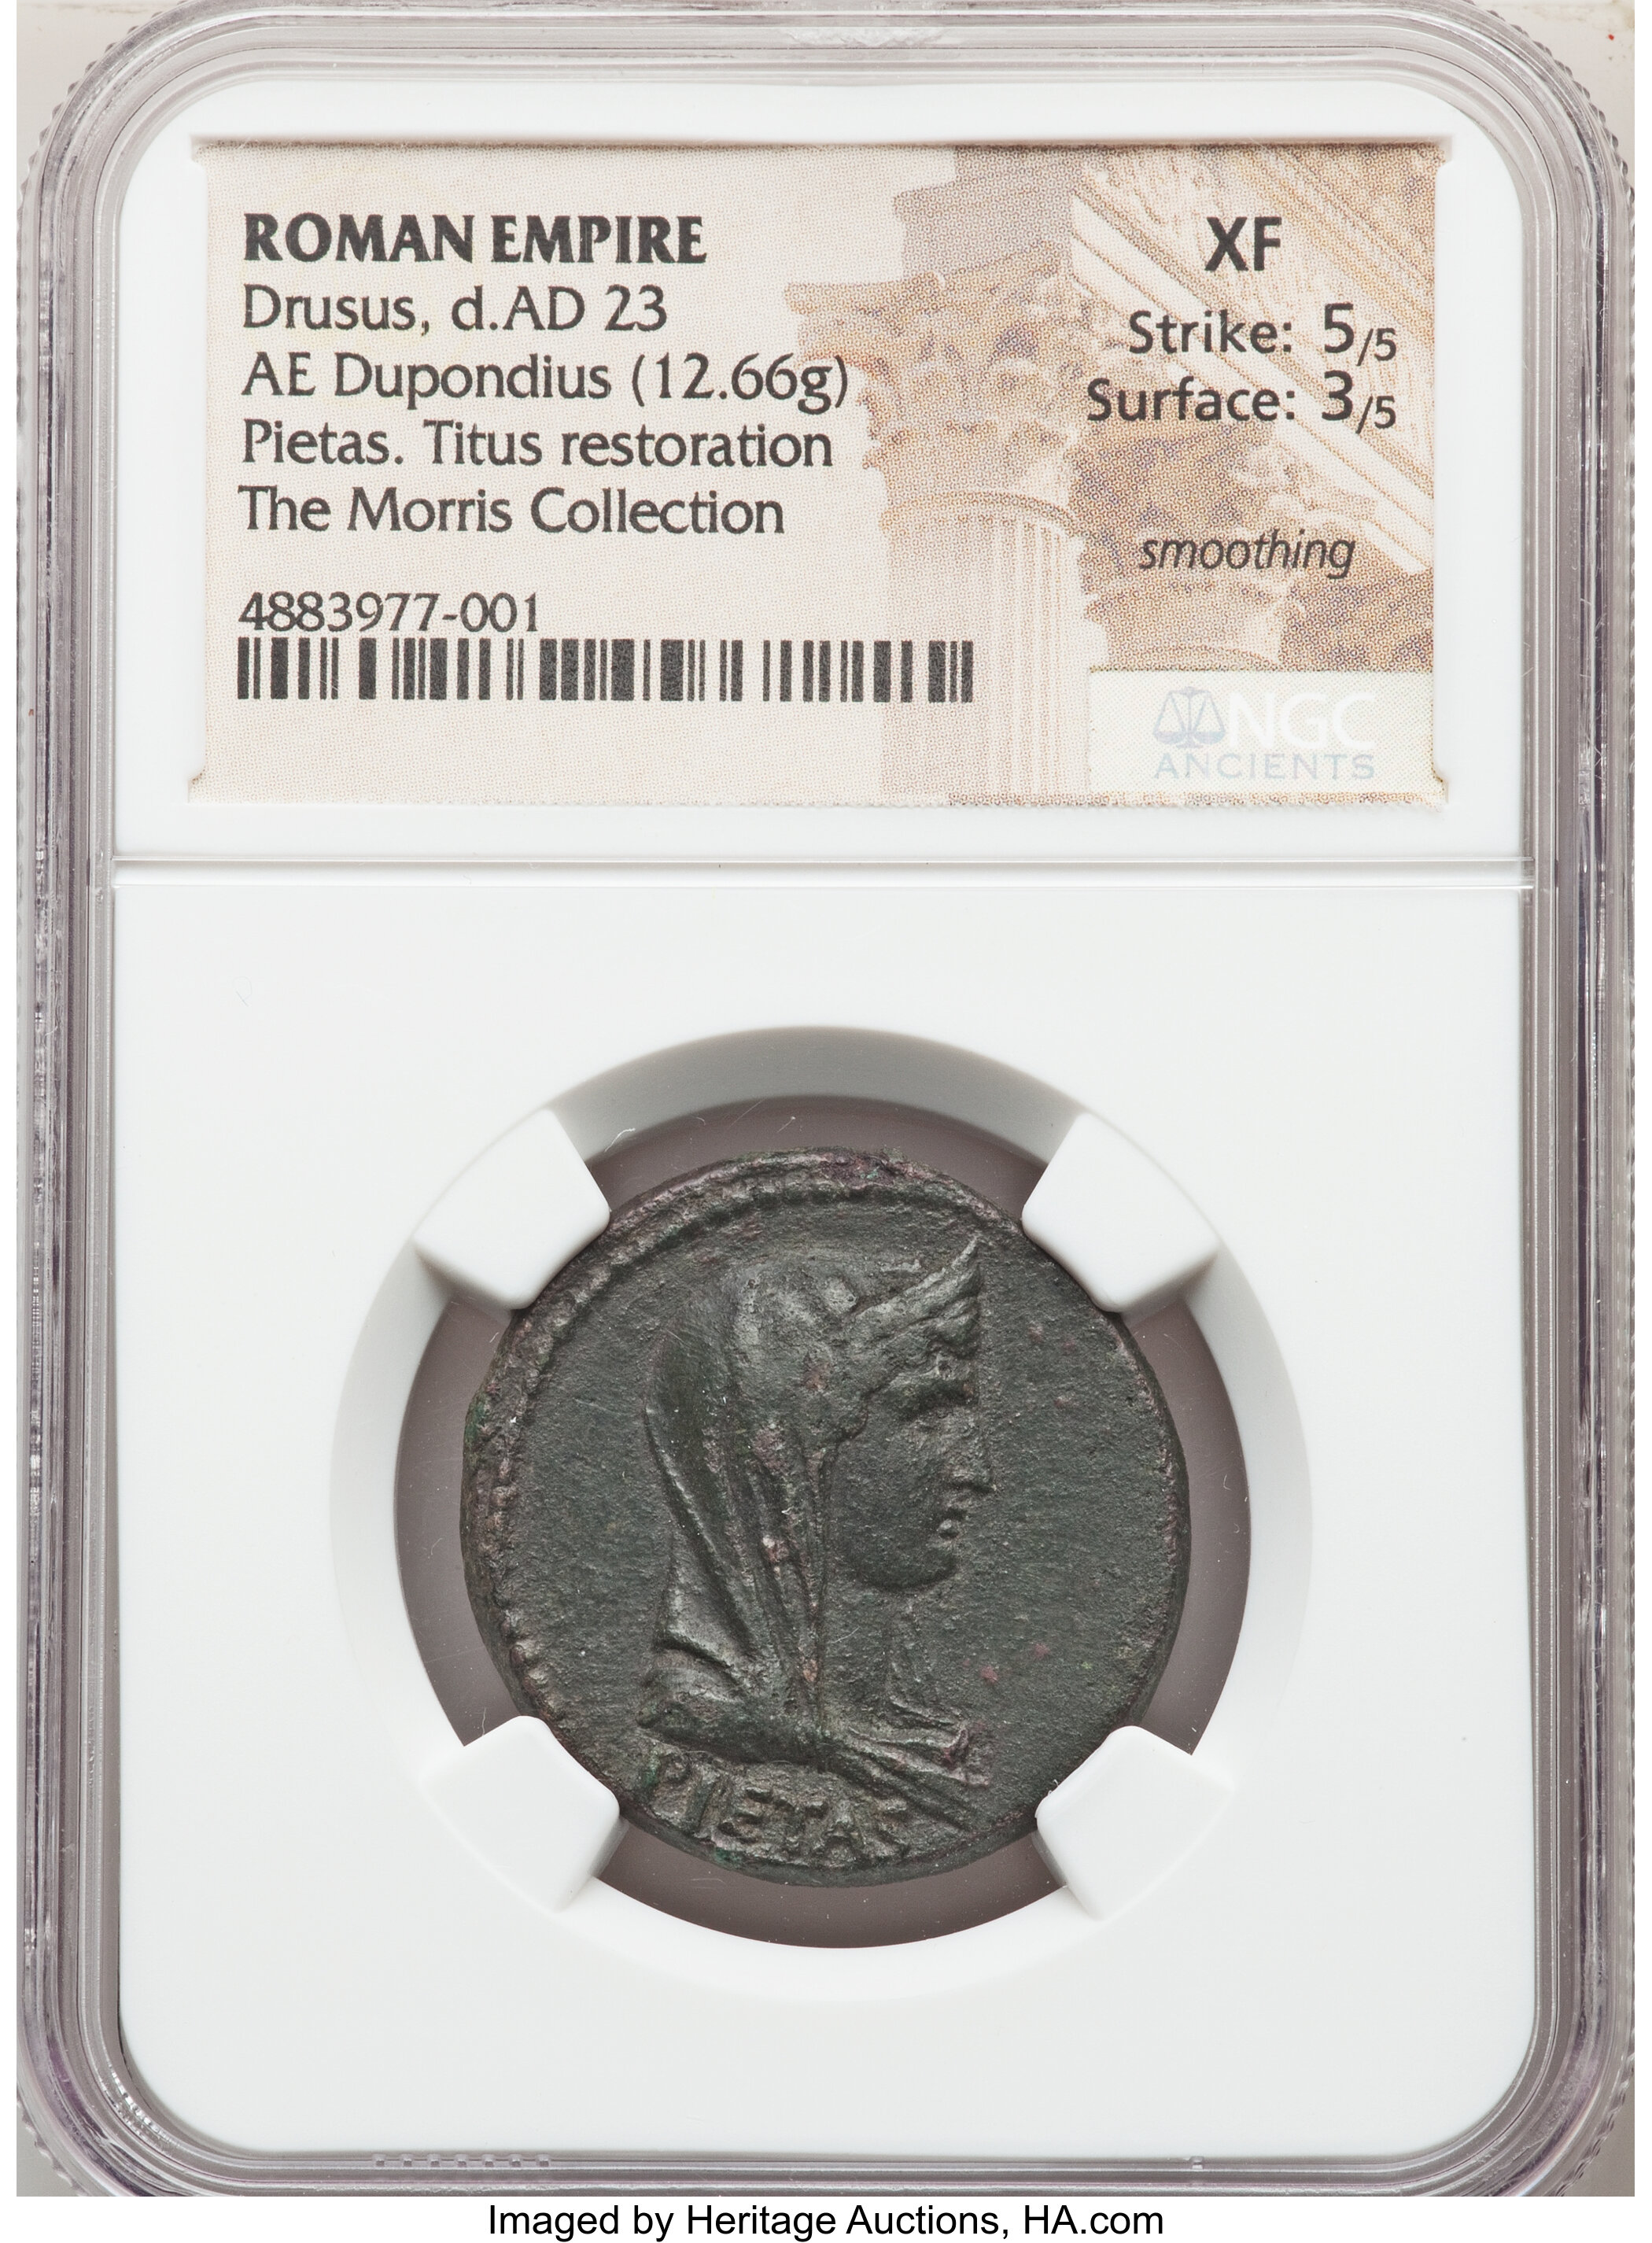 ROMAN EMPIRE
Drusus, d.AD 23
AE Dupondius (12.66g)
Pietas. Titus restoration
The Morris Collection
4883977-001
XF
Strike: 5/5
Surface: 3/5
smoothing
NGC
ANCIENTS
PIETAS
Imaged by Heritage Auctions, HA.com